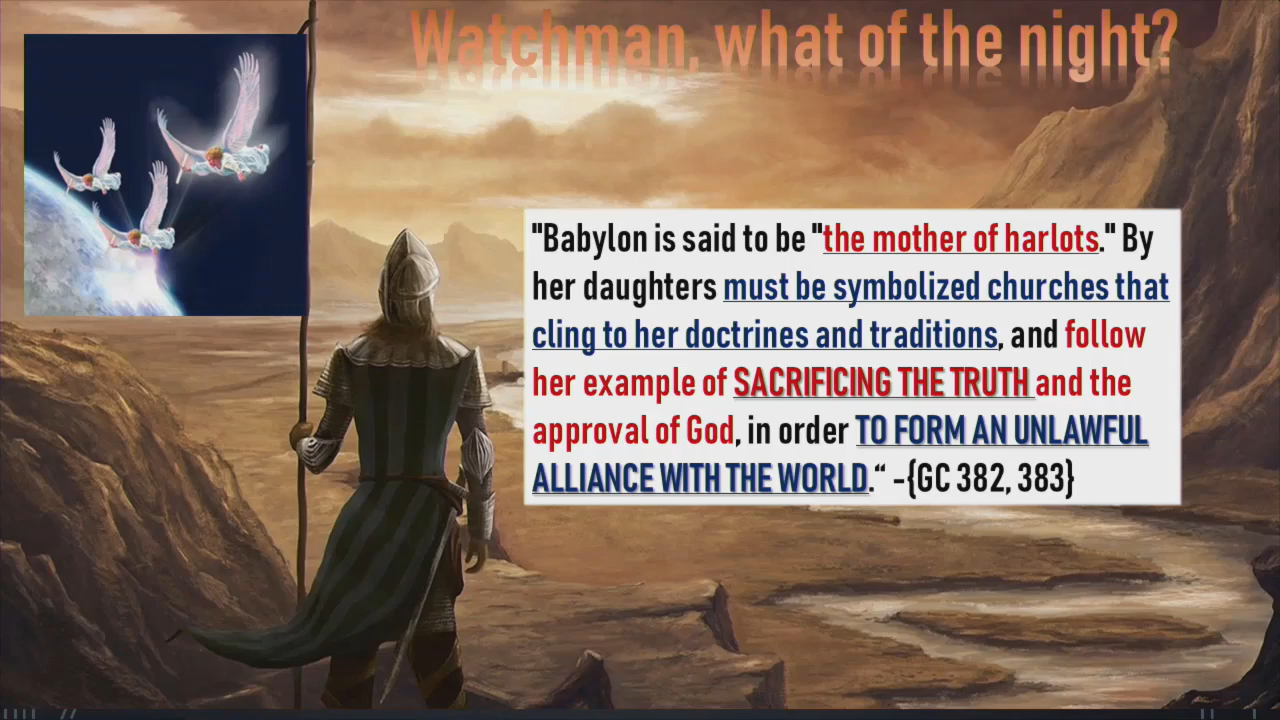 Watchman, what of the night?
"Babylon is said to be "the mother of harlots." By
her daughters must be symbolized churches that
cling to her doctrines and traditions, and follow
her example of SACRIFICING THE TRUTH and the
approval of God, in order TO FORM AN UNLAWFUL
ALLIANCE WITH THE WORLD.“ -{GC 382, 383}